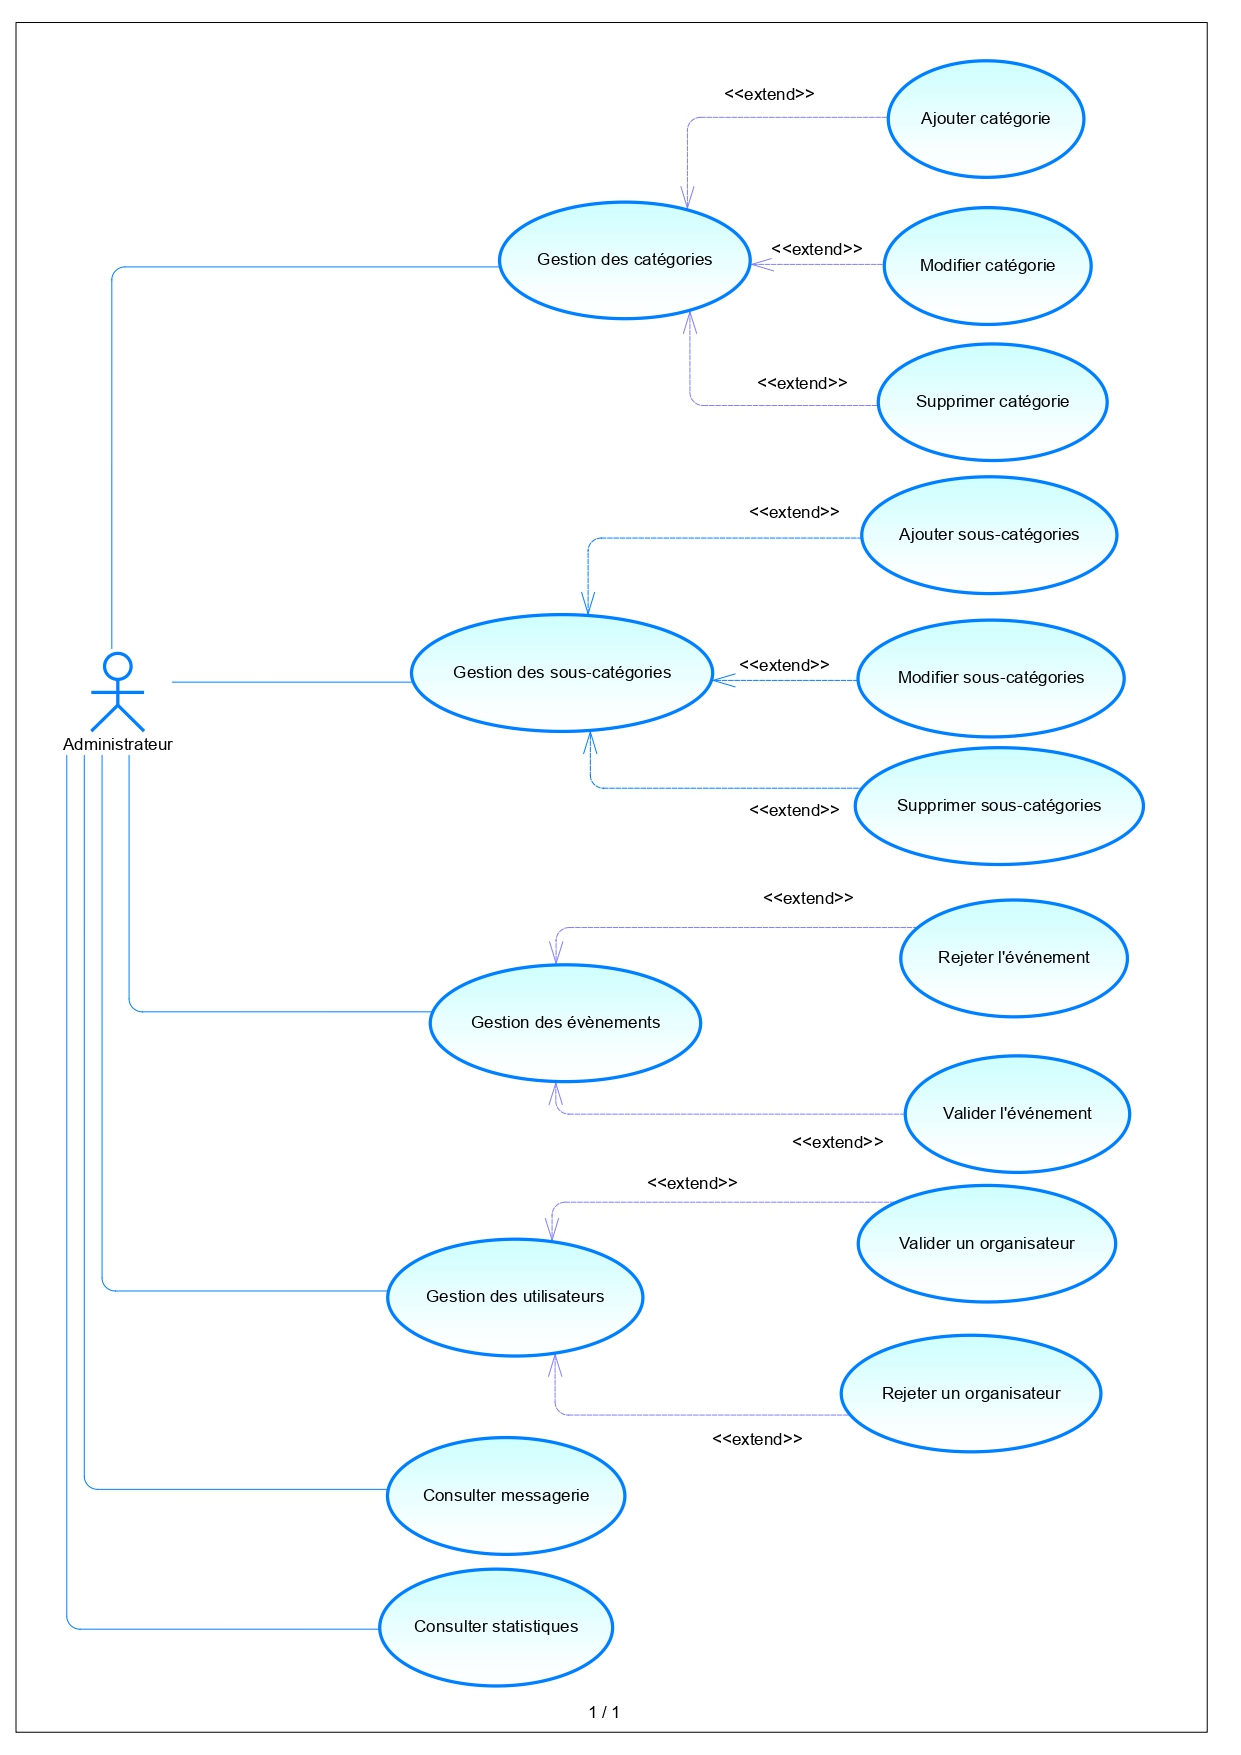 <<extend>>
Ajouter catégorie
Gestion des catégories
<<extend>>
Modifier catégorie
<<extend>>
Supprimer catégorie
<<extend>>
Ajouter sous-catégories
Administrateur
Gestion des sous-catégories
<<extend>>
Modifier sous-catégories
<<extend>>
Supprimer sous-catégories
<<extend>>
Rejeter l'événement
Gestion des évènements
Valider l'événement
<<extend>>
<<extend>>
Valider un organisateur
Gestion des utilisateurs
Rejeter un organisateur
<<extend>>
Consulter messagerie
Consulter statistiques
1 / 1